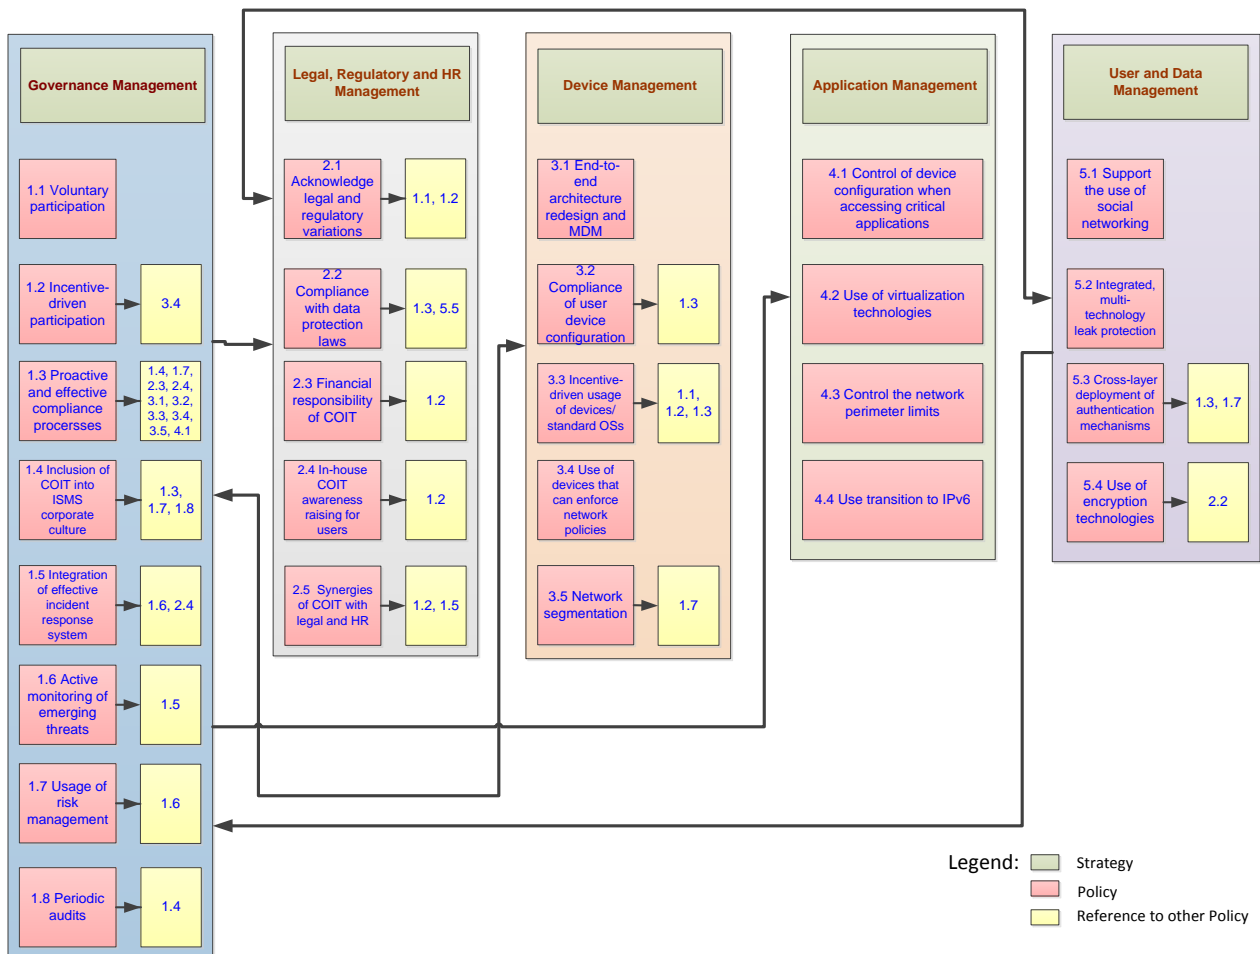 Governance Management
1.1 Voluntary
participation
1.2 Incentive-
driven
participation
3.4
1.3 Proactive
and effective
compliance
procersses
1.4, 1.7,
2.3, 2.4,
3.1, 3.2,
3.3, 3.4,
3.5, 4.1
1.4 Inclusion of
COIT into
ISMS
corporate
culture
1.3,
1.7, 1.8
1.5 Integration
of effective
incident
response
system
1.6, 2.4
1.6 Active
monitoring of
emerging
threats
1.5
1.7 Usage of
risk
management
1.6
1.8 Periodic
audits
1.4
Legal, Regulatory and HR
Management
2.1
Acknowledge
legal and
regulatory
variations
1.1, 1.2
2.2
Compliance
with data
protection
laws
1.3, 5.5
2.3 Financial
responsibility
of COIT
1.2
2.4 In-house
COIT
awareness
raising for
users
1.2
2.5 Synergies
of COIT with
legal and HR
1.2, 1.5
Device Management
3.1 End-to-
end
architecture
redesign and
MDM
3.2
Compliance
of user
device
configuration
1.3
3.3 Incentive-
driven usage
of devices/
standard OSs
1.1,
1.2, 1.3
3.4 Use of
devices that
can enforce
network
policies
3.5 Network
segmentation
1.7
Application Management
4.1 Control of device
configuration when
accessing critical
applications
4.2 Use of virtualization
technologies
4.3 Control the network
perimeter limits
4.4 Use transition to IPv6
User and Data
Management
5.1 Support
the use of
social
networking
5.2 Integrated,
multi-
technology
leak protection
5.3 Cross-layer
deployment of
authentication
mechanisms
1.3, 1.7
5.4 Use of
encryption
technologies
2.2
Legend:
Strategy
Policy
Reference to other Policy